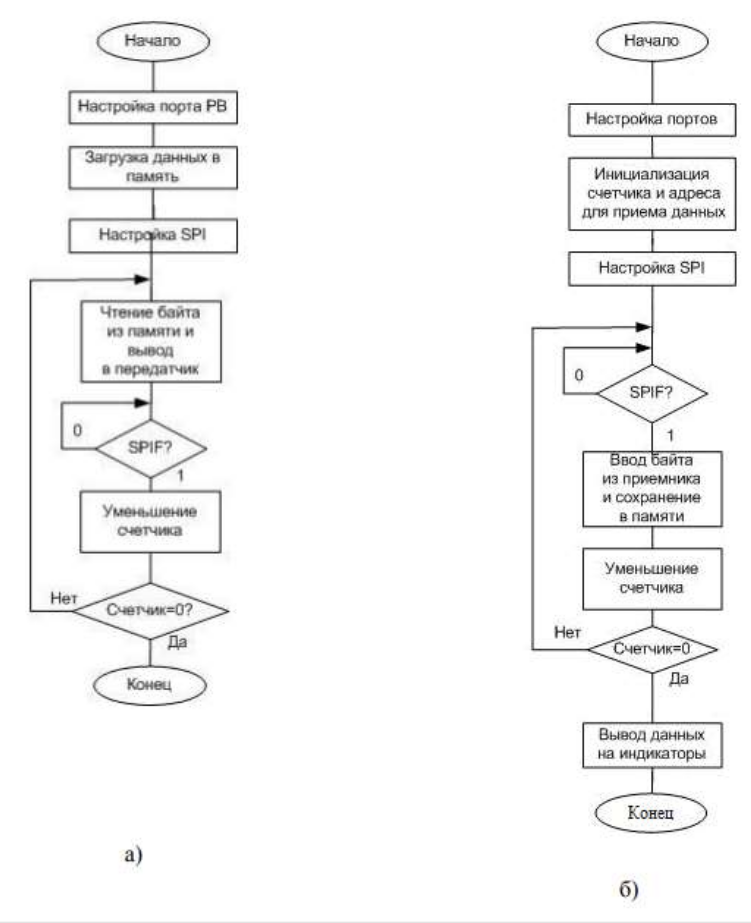 Начало
Настройка порта PB
Загрузка данных в
память
Настройка SPI
Чтение байта
из памяти и
вывод
в передатчик
0
SPIF?
1
Уменьшение
счетчика
Нет
Счетчик=0?
Да
Конец
а)
Начало
Настройка портов
Инициализация
счетчика и адреса
для приема данных
Настройка SPI
0
SPIF?
1
Ввод байта
из приемника
и сохранение
в памяти
Уменьшение
счетчика
Нет
Счетчик=0
Да
Вывод данных
на индикаторы
Конец
б)